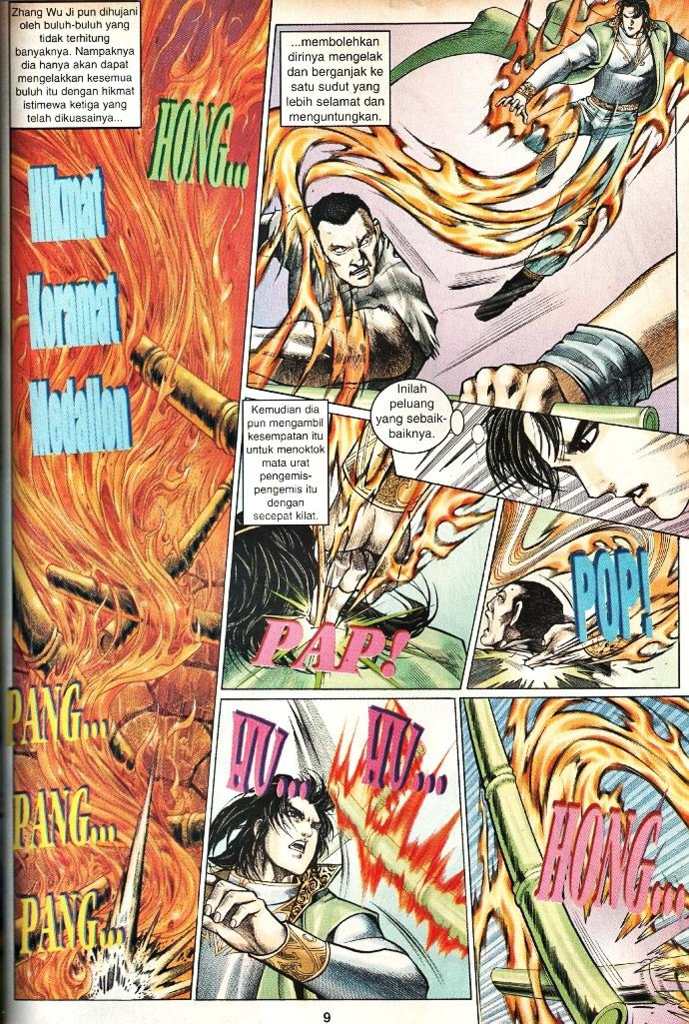 Zhang Wu Ji pun dihujani
oleh buluh-buluh yang
tidak terhitung
banyaknya. Nampaknya
dia hanya akan dapat
mengelakkan kesemua
buluh itu dengan hikmat
istimewa ketiga yang
telah dikuasainya...
HONG...
Hikmat
Keramat
Medallon
PANG...
PANG...
PANG...
...membolehkan
dirinya mengelak
dan berganjak ke
satu sudut yang
lebih selamat dan
menguntungkan.
Inilah
peluang
yang sebaik-
baiknya.
Kemudian dia
pun mengambil
kesempatan itu
untuk menotok
mata urat
pengemis-
pengemis itu
dengan
secepat kilat.
PAP!
POP!
HU...
HU...
HONG...
9